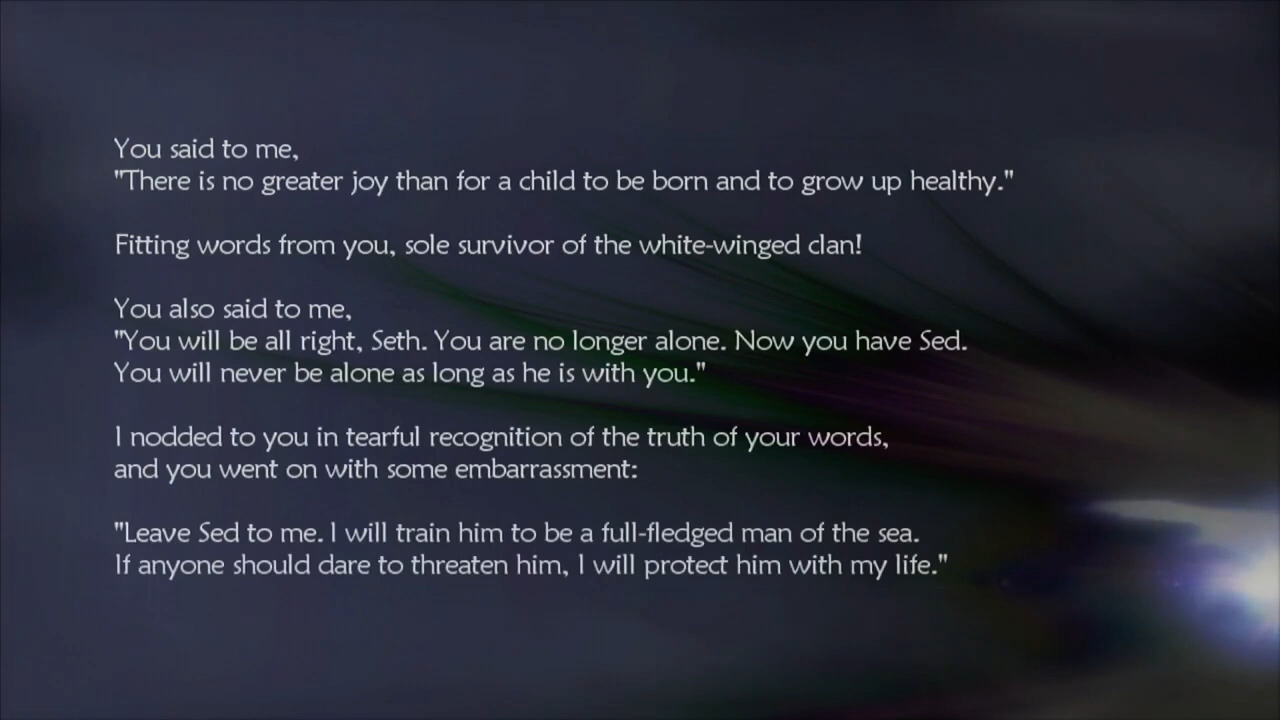 You said to me,
"There is no greater joy than for a child to be born and to grow up healthy."
Fitting words from you, sole survivor of the white-winged clan!
You also said to me,
"You will be all right, Seth. You are no longer alone. Now you have Sed.
You will never be alone as long as he is with you."
I nodded to you in tearful recognition of the truth of your words,
and you went on with some embarrassment:
"Leave Sed to me. I will train him to be a full-fledged man of the sea.
If anyone should dare to threaten him, I will protect him with my life."